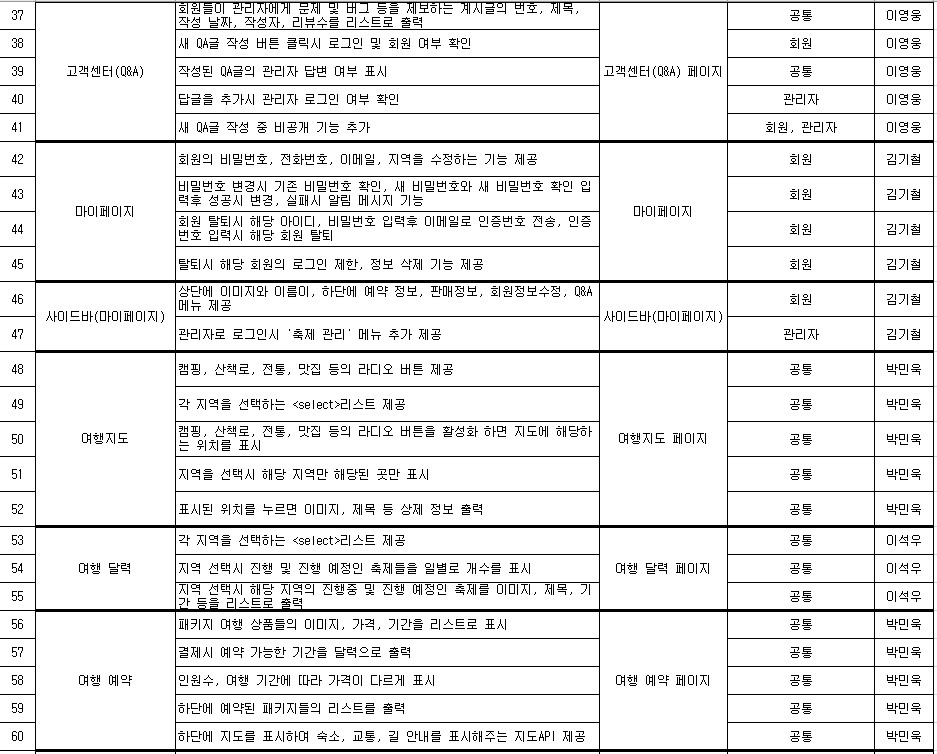 37 회원들이 관리자에게 문제 및 버그 등을 제보하는 게시글의 번호, 제목, 공통 이영웅
작성 날짜, 작성자, 리뷰수를 리스트로 출력
38 새 QA글 작성 버튼 클릭시 로그인 및 회원 여부 확인 회원 이영웅
39 고객센터(Q&A) 작성된 QA글의 관리자 답변 여부 표시 고객센터(Q&A) 페이지 공통 이영웅
40 답글을 추가시 관리자 로그인 여부 확인 관리자 이영웅
41 새 QA글 작성 중 비공개 기능 추가 회원, 관리자 이영웅
42 회원의 비밀번호, 전화번호, 이메일, 지역을 수정하는 기능 제공 회원 김기철
43 비밀번호 변경시 기존 비밀번호 확인, 새 비밀번호와 새 비밀번호 확인 입 회원 김기철
력후 성공시 변경, 실패시 알림 메시지 기능
마이페이지 마이페이지
44 회원 탈퇴시 해당 아이디, 비밀번호 입력후 이메일로 인증번호 전송, 인증 회원 김기철
번호 입력시 해당 회원 탈퇴
45 탈퇴시 해당 회원의 로그인 제한, 정보 삭제 기능 제공 회원 김기철
46 상단에 이미지와 이름이, 하단에 예약 정보, 판매정보, 회원정보수정, Q&A 회원 김기철
메뉴 제공
사이드바(마이페이지) 사이드바(마이페이지)
47 관리자로 로그인시 '축제 관리' 메뉴 추가 제공 관리자 김기철
48 캠핑, 산책로, 전통, 맛집 등의 라디오 버튼 제공 공통 박민욱
49 각 지역을 선택하는 <select>리스트 제공 공통 박민욱
50 여행지도 캠핑, 산책로, 전통, 맛집 등의 라디오 버튼을 활성화 하면 지도에 해당하 여행지도 페이지 공통 박민욱
는 위치를 표시
51 지역을 선택시 해당 지역만 해당된 곳만 표시 공통 박민욱
52 표시된 위치를 누르면 이미지, 제목 등 상제 정보 출력 공통 박민욱
53 각 지역을 선택하는 <select>리스트 제공 공통 이석우
54 여행 달력 지역 선택시 진행 및 진행 예정인 축제들을 일별로 개수를 표시 여행 달력 페이지 공통 이석우
55 지역 선택시 해당 지역의 진행중 및 진행 예정인 축제를 이미지, 제목, 기 공통 이석우
간 등을 리스트로 출력
56 패키지 여행 상품들의 이미지, 가격, 기간을 리스트로 표시 공통 박민욱
57 결제시 예약 가능한 기간을 달력으로 출력 공통 박민욱
58 여행 예약 인원수, 여행 기간에 따라 가격이 다르게 표시 여행 예약 페이지 공통 박민욱
59 하단에 예약된 패키지들의 리스트를 출력 공통 박민욱
60 하단에 지도를 표시하여 숙소, 교통, 길 안내를 표시해주는 지도API 제공 공통 박민욱